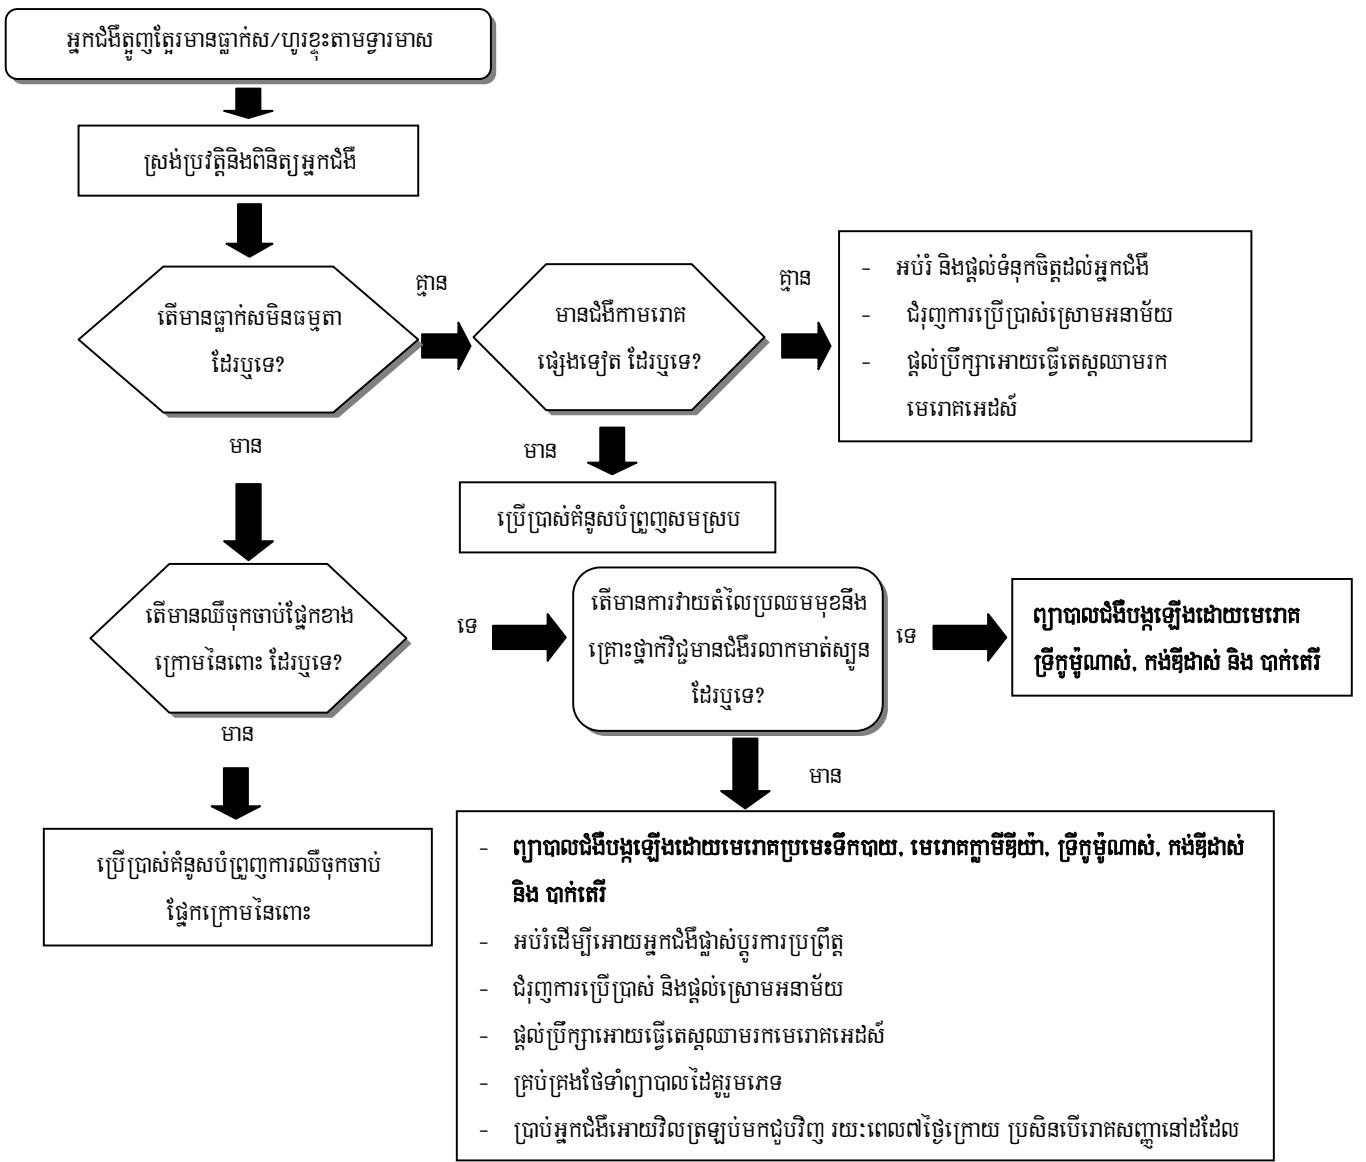 អ្នកជំងឺត្អូញត្អែរមានធ្លាក់ស/ហូរខ្ទុះតាមទ្វារមាស
ស្រង់ប្រវត្តិនិងពិនិត្យអ្នកជំងឺ
តើមានធ្លាក់សមិនធម្មតា
ដែរឬទេ?
គ្មាន
មានជំងឺកាមរោគ
ផ្សេងទៀត ដែរឬទេ?
គ្មាន
- អប់រំ និងផ្តល់ទំនុកចិត្តដល់អ្នកជំងឺ
- ជំរុញការប្រើប្រាស់ស្រោមអនាម័យ
- ផ្តល់ប្រឹក្សាអោយធ្វើតេស្តឈាមរក
មេរោគអេដស៍
មាន
មាន
ប្រើប្រាស់គំនូសបំព្រួញសមស្រប
តើមានឈឺចុកចាប់ផ្នែកខាង
ក្រោមនៃពោះ ដែរឬទេ?
ទេ
តើមានការវាយតំលៃប្រឈមមុខនឹង
គ្រោះថ្នាក់វិជ្ជមានជំងឺរលាកមាត់ស្បូន
ដែរឬទេ?
ទេ
ព្យាបាលជំងឺបង្កឡើងដោយមេរោគ
ទ្រីកូម៉ូណាស់, កង់ឌីដាស់ និង បាក់តេរី
មាន
មាន
ប្រើប្រាស់គំនូសបំព្រួញការឈឺចុកចាប់
ផ្នែកក្រោមនៃពោះ
- ព្យាបាលជំងឺបង្កឡើងដោយមេរោគប្រមេះទឹកបាយ, មេរោគក្លាមីឌីយ៉ា, ទ្រីកូម៉ូណាស់, កង់ឌីដាស់
និង បាក់តេរី
- អប់រំដើម្បីអោយអ្នកជំងឺផ្លាស់ប្តូរការប្រព្រឹត្ត
- ជំរុញការប្រើប្រាស់ និងផ្តល់ស្រោមអនាម័យ
- ផ្តល់ប្រឹក្សាអោយធ្វើតេស្តឈាមរកមេរោគអេដស៍
- គ្រប់គ្រងថែទាំព្យាបាលដៃគូរួមភេទ
- ប្រាប់អ្នកជំងឺអោយវិលត្រឡប់មកជួបវិញ រយៈពេល៧ថ្ងៃក្រោយ ប្រសិនបើរោគសញ្ញានៅដដែល